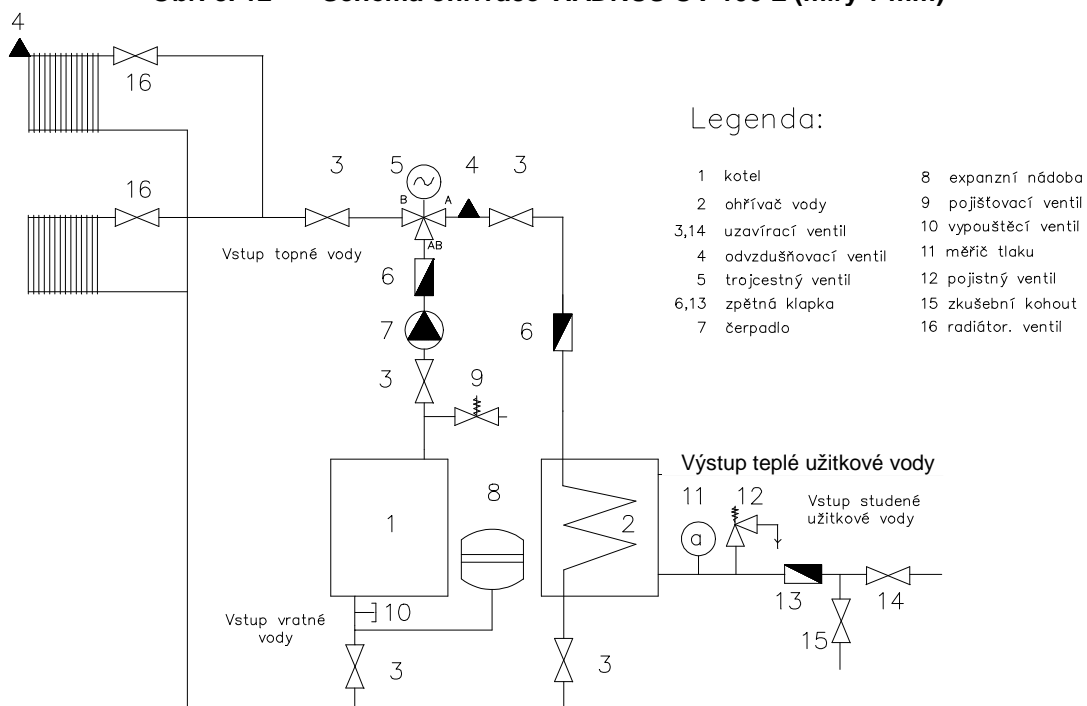 4
16
3
5
4
3
B
A
16
AB
Vstup topné vody
6
7
6
3
9
Legenda:
1 kotel
2 ohřívač vody
3,14 uzavírací ventil
4 odvzdušňovací ventil
5 trojcestný ventil
6,13 zpětná klapka
7 čerpadlo
8 expanzní nádoba
9 pojišťovací ventil
10 vypouštěcí ventil
11 měřič tlaku
12 pojistný ventil
15 zkušební kohout
16 radiátor. ventil
Výstup teplé užitkové vody
8
11
12
Vstup studené
užitkové vody
1
2
a
13
14
Vstup vratné
vody
10
15
3
3